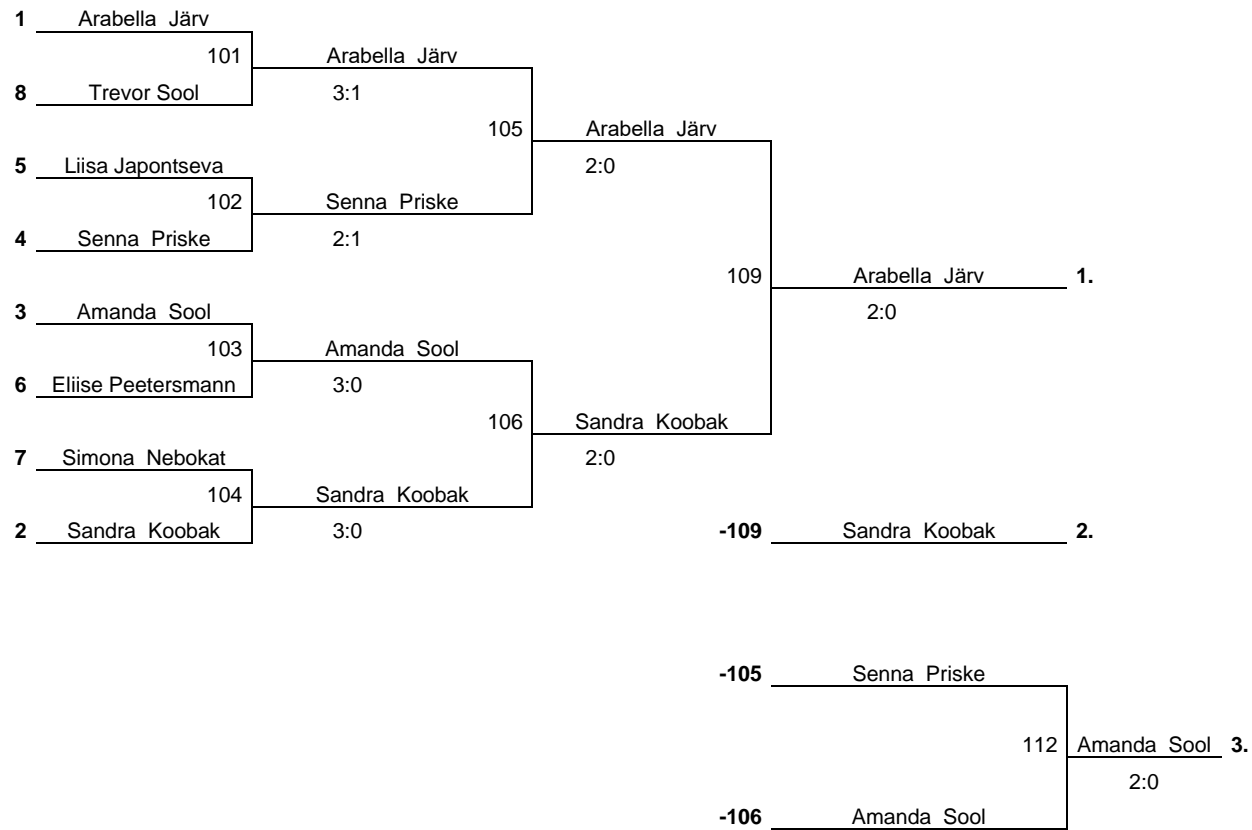 1 Arabella Järv
101 Arabella Järv
8 Trevor Sool 3:1
105 Arabella Järv
5 Liisa Japontseva 2:0
102 Senna Priske
4 Senna Priske 2:1
109 Arabella Järv 1.
3 Amanda Sool 2:0
103 Amanda Sool
6 Eliise Peetersmann 3:0
106 Sandra Koobak
7 Simona Nebokat 2:0
104 Sandra Koobak
2 Sandra Koobak 3:0 -109 Sandra Koobak 2.
-105 Senna Priske
112 Amanda Sool 3.
2:0
-106 Amanda Sool